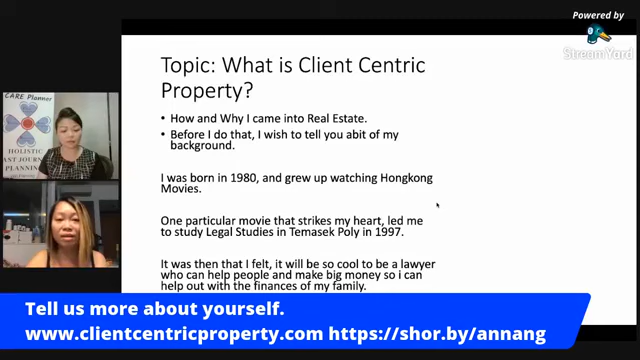 Powered by
StreamYard
Topic: What is Client Centric
Property?
• How and Why I came into Real Estate.
• Before I do that, I wish to tell you abit of my
background.
I was born in 1980, and grew up watching Hongkong
Movies.
One particular movie that strikes my heart, led me
to study Legal Studies in Temasek Poly in 1997.
It was then that I felt, it will be so cool to be a lawyer
who can help people and make big money so i can
help out with the finances of my family.
CARE Planner
HOLISTIC
AST JOURN
PLANNING
Tell us more about yourself.
www.clientcentricproperty.com https://shor.by/annang